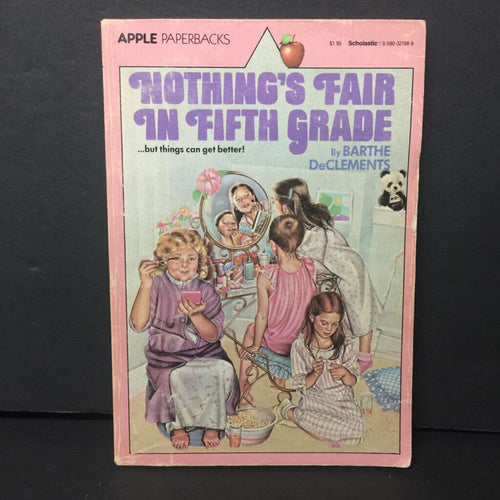 APPLE PAPERBACKS
$1.95 Scholastic / 0-590-32198-9
NOTHING'S FAIR
IN FIFTH GRADE
...but things can get better!
By BARTHE
DeCLEMENTS